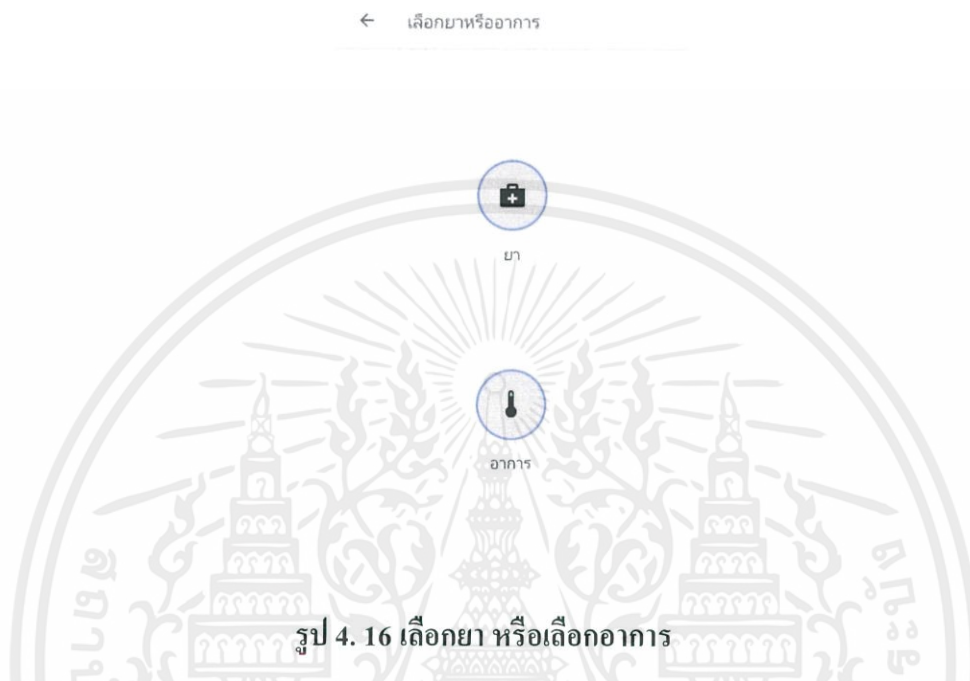 ← เลือกยาหรืออาการ
ยา
อาการ
รูป 4. 16 เลือกยา หรือเลือกอาการ